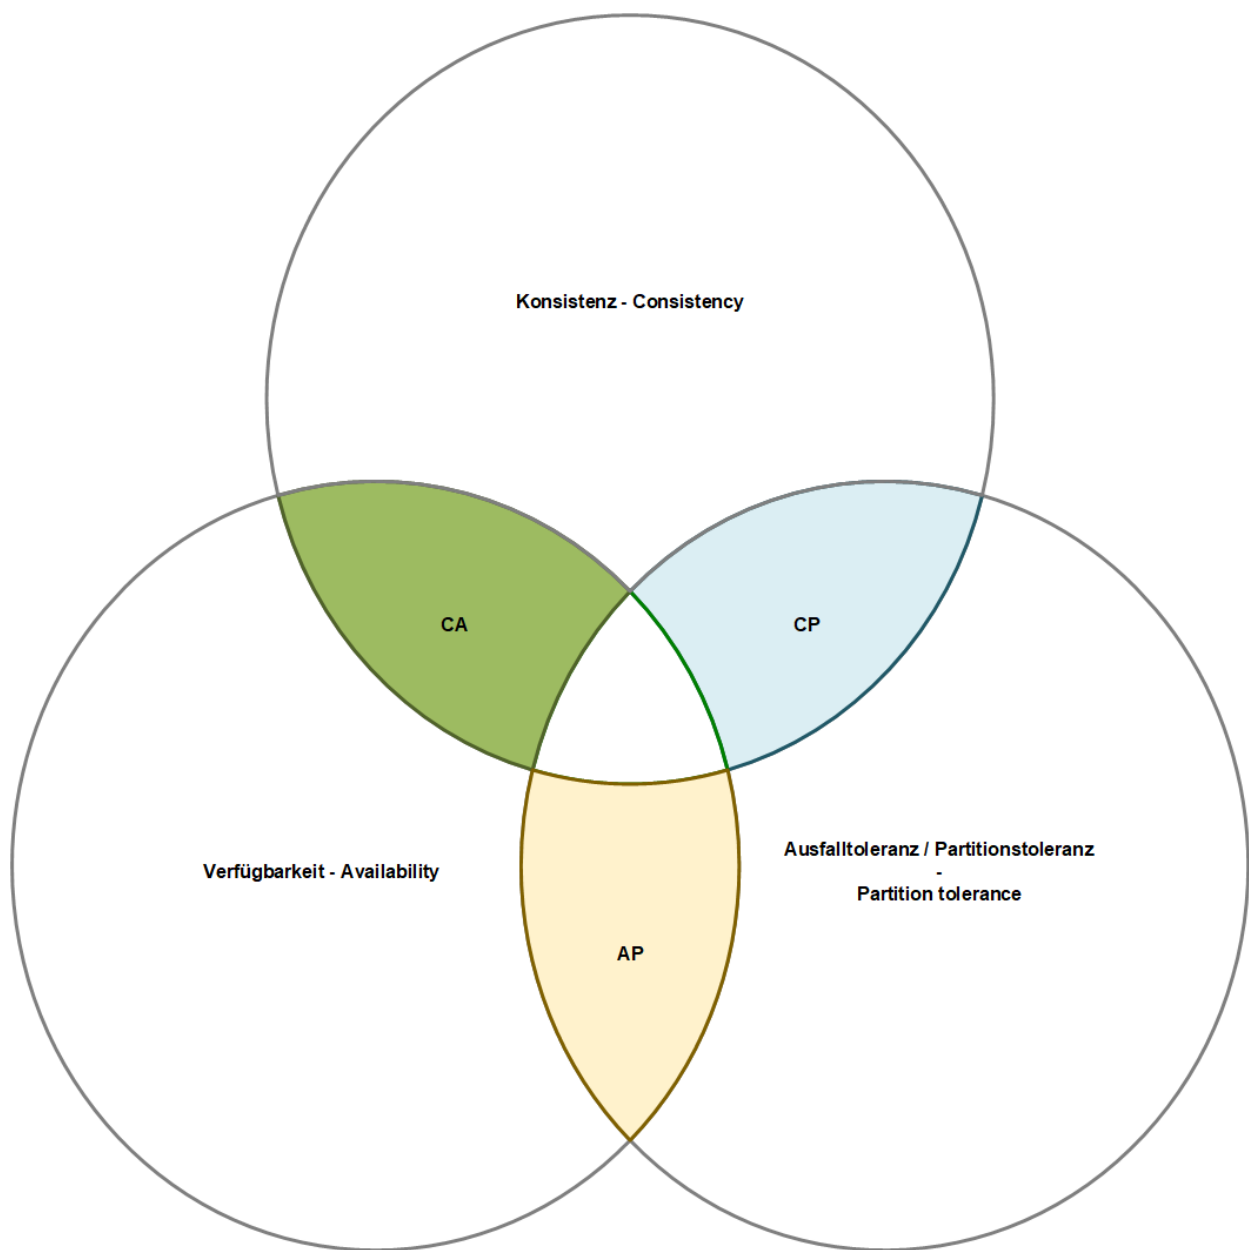 Konsistenz - Consistency
CA
CP
Verfügbarkeit - Availability
Ausfalltoleranz / Partitionstoleranz
-
Partition tolerance
AP